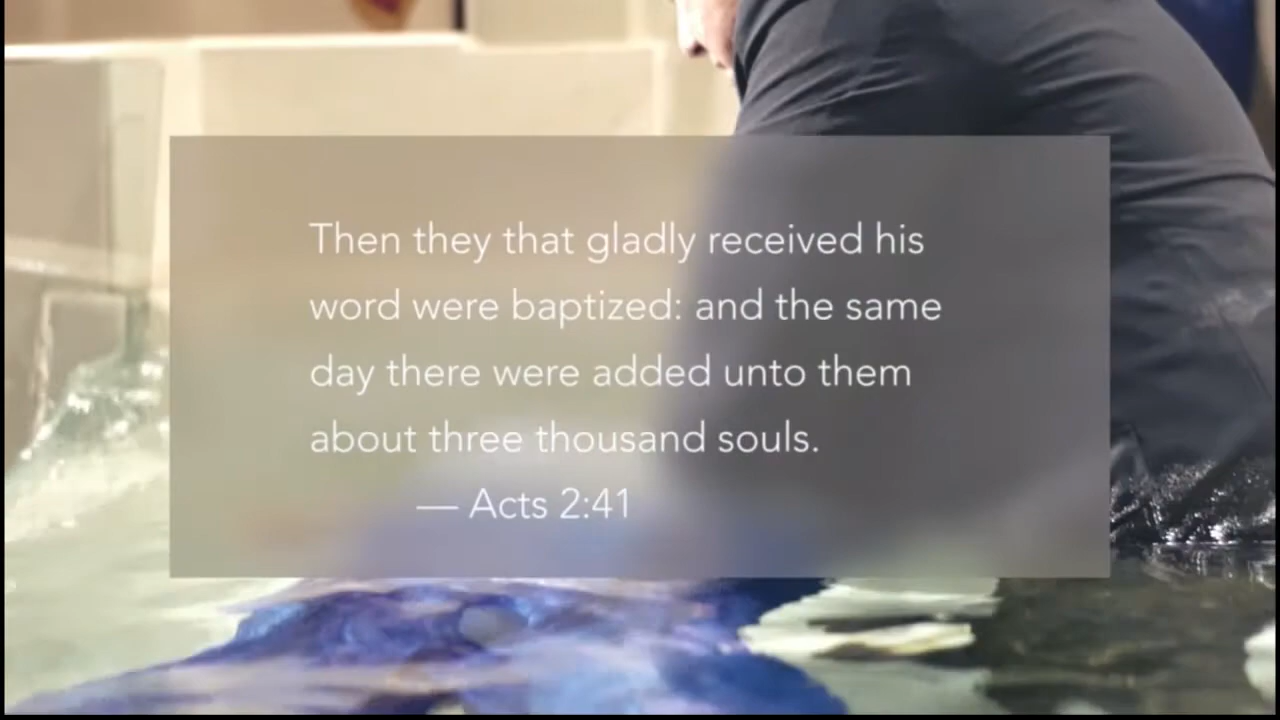 Then they that gladly received his
word were baptized: and the same
day there were added unto them
about three thousand souls.
— Acts 2:41